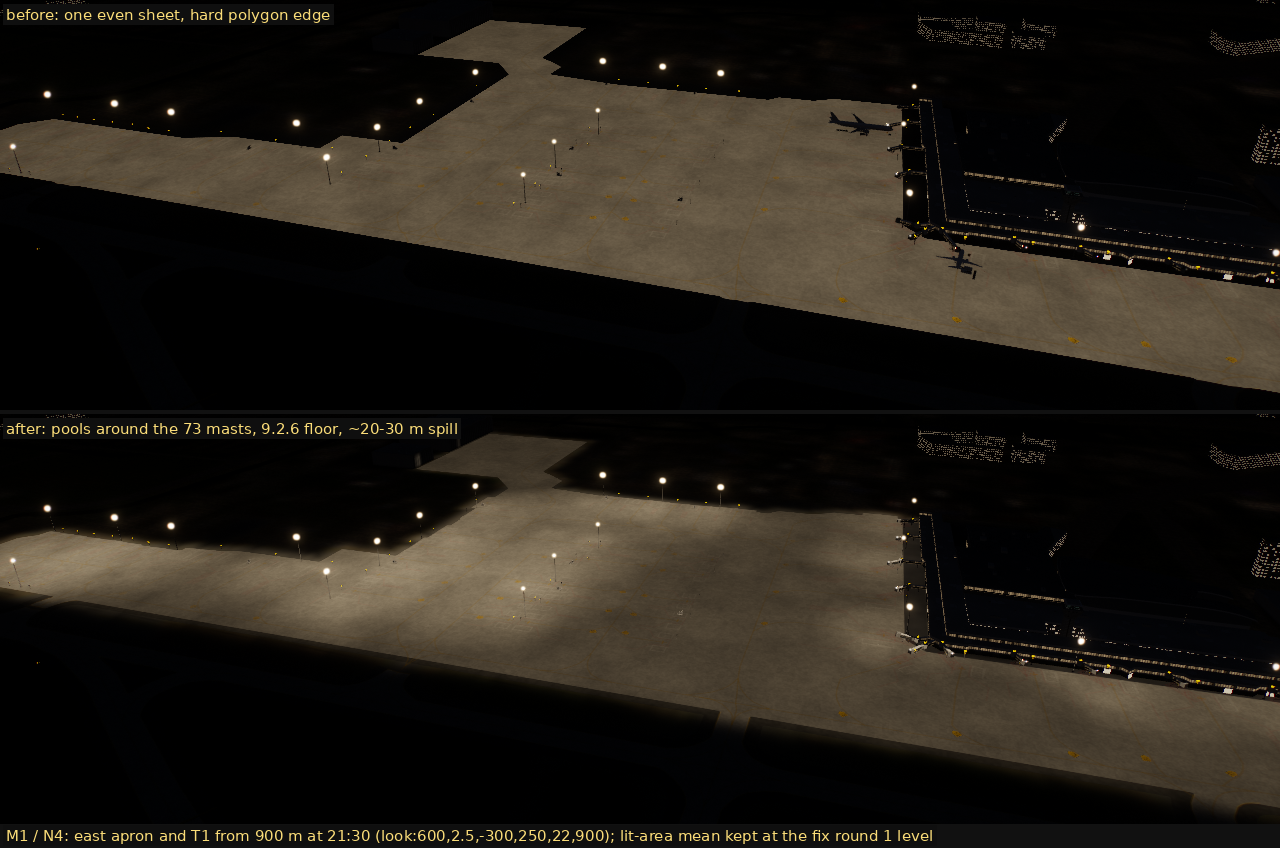 before: one even sheet, hard polygon edge
after: pools around the 73 masts, 9.2.6 floor, ~20-30 m spill
M1 / N4: east apron and T1 from 900 m at 21:30 (look:600,2.5,-300,250,22,900); lit-area mean kept at the fix round 1 level